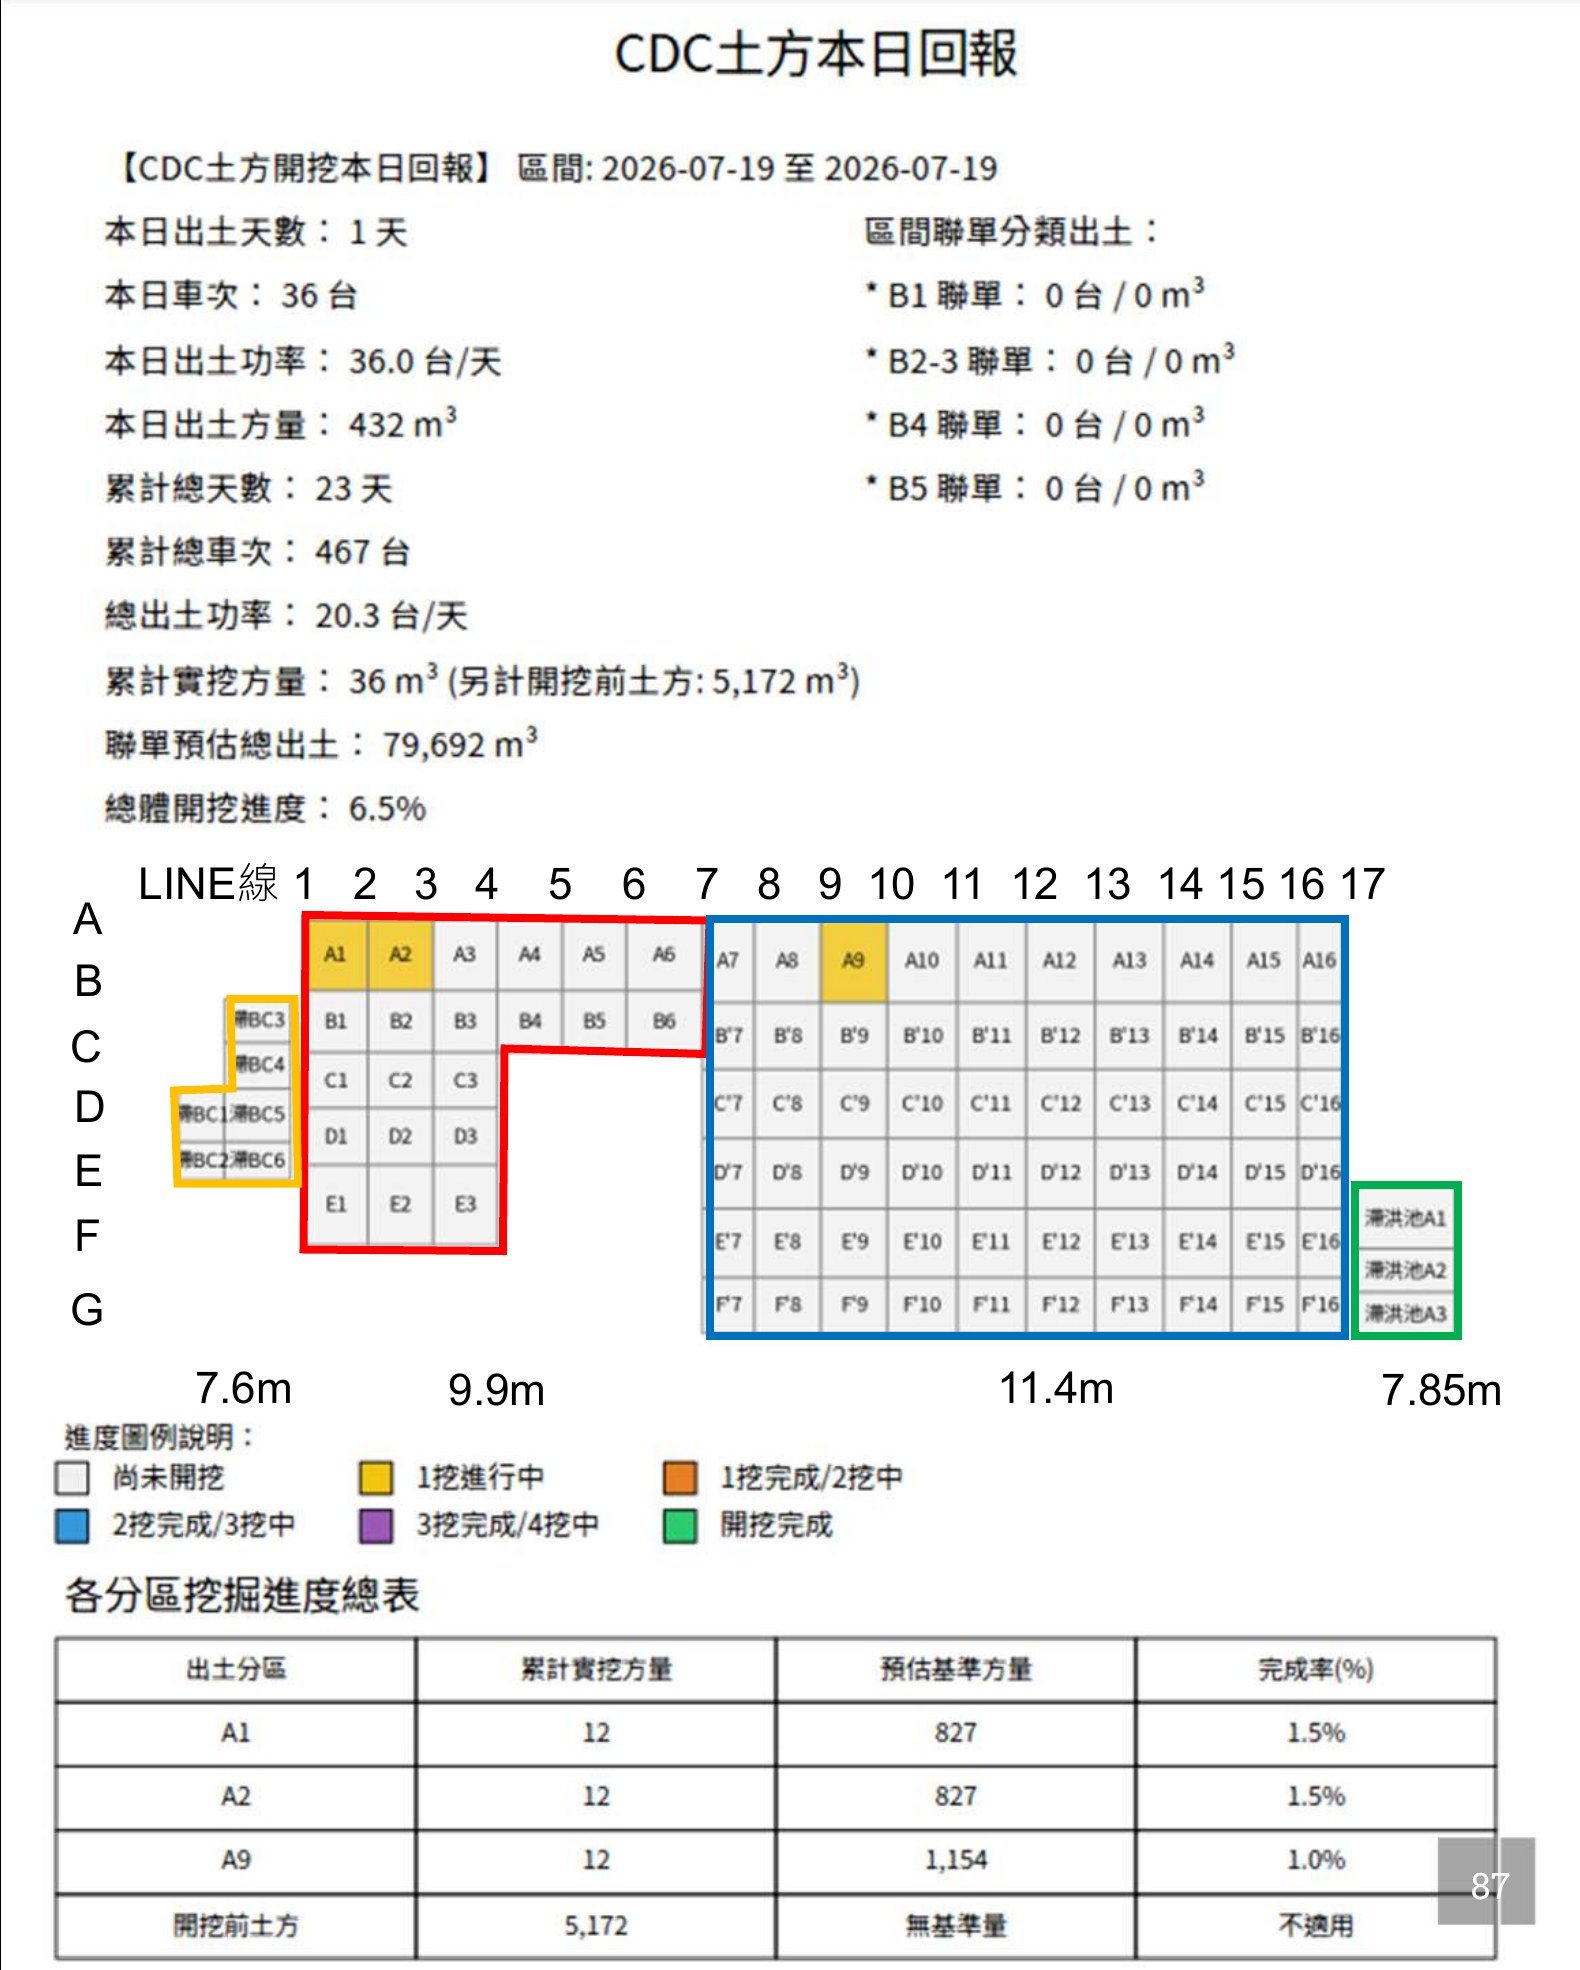 CDC土方本日回報
【CDC土方開挖本日回報】 區間: 2026-07-19 至 2026-07-19
本日出土天數： 1 天
本日車次： 36 台
本日出土功率： 36.0 台/天
本日出土方量： 432 m³
累計總天數： 23 天
累計總車次： 467 台
總出土功率： 20.3 台/天
累計實挖方量： 36 m³ (另計開挖前土方: 5,172 m³)
聯單預估總出土： 79,692 m³
總體開挖進度： 6.5%
區間聯單分類出土：
* B1 聯單： 0 台 / 0 m³
* B2-3 聯單： 0 台 / 0 m³
* B4 聯單： 0 台 / 0 m³
* B5 聯單： 0 台 / 0 m³
LINE線 1 2 3 4 5 6 7 8 9 10 11 12 13 14 15 16 17
A
B
C
D
E
F
G
滯BC3
滯BC4
滯BC1 滯BC5
滯BC2 滯BC6
A1 A2 A3 A4 A5 A6
B1 B2 B3 B4 B5 B6
C1 C2 C3
D1 D2 D3
E1 E2 E3
A7 A8 A9 A10 A11 A12 A13 A14 A15 A16
B'7 B'8 B'9 B'10 B'11 B'12 B'13 B'14 B'15 B'16
C'7 C'8 C'9 C'10 C'11 C'12 C'13 C'14 C'15 C'16
D'7 D'8 D'9 D'10 D'11 D'12 D'13 D'14 D'15 D'16
E'7 E'8 E'9 E'10 E'11 E'12 E'13 E'14 E'15 E'16
F'7 F'8 F'9 F'10 F'11 F'12 F'13 F'14 F'15 F'16
滯洪池A1
滯洪池A2
滯洪池A3
7.6m 9.9m 11.4m 7.85m
進度圖例說明：
尚未開挖 1挖進行中 1挖完成/2挖中
2挖完成/3挖中 3挖完成/4挖中 開挖完成
各分區挖掘進度總表
出土分區 累計實挖方量 預估基準方量 完成率(%)
A1 12 827 1.5%
A2 12 827 1.5%
A9 12 1,154 1.0%
開挖前土方 5,172 無基準量 不適用
87